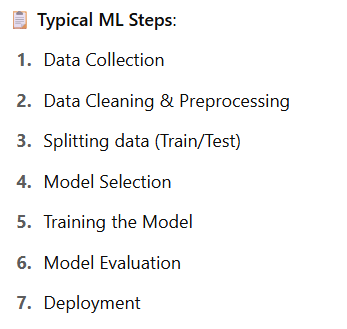 📋 Typical ML Steps:
1. Data Collection
2. Data Cleaning & Preprocessing
3. Splitting data (Train/Test)
4. Model Selection
5. Training the Model
6. Model Evaluation
7. Deployment